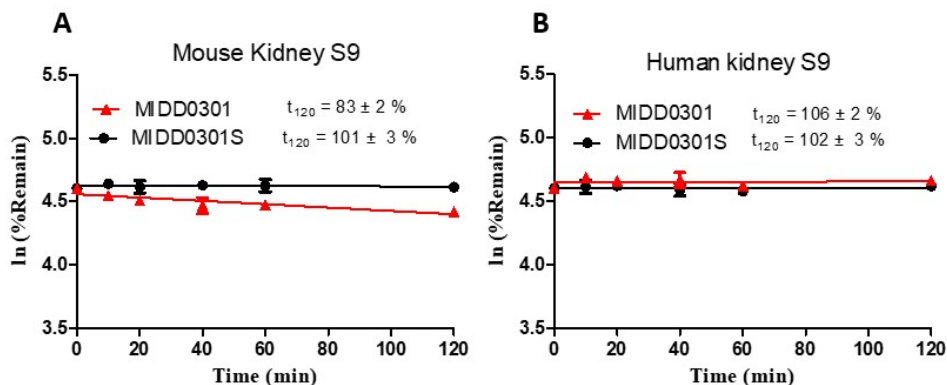 A
Mouse Kidney S9
5.5
5.0
4.5
4.0
3.5
ln (%Remain)
MIDD0301 t120 = 83 ± 2 %
MIDD0301S t120 = 101 ± 3 %
0 20 40 60 80 100 120
Time (min)
B
Human kidney S9
5.5
5.0
4.5
4.0
3.5
ln (%Remain)
MIDD0301 t120 = 106 ± 2 %
MIDD0301S t120 = 102 ± 3 %
0 20 40 60 80 100 120
Time (min)